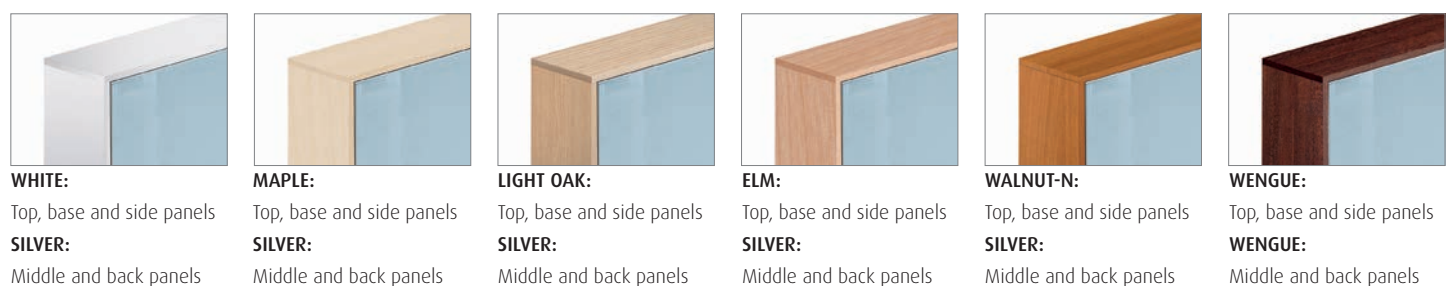 WHITE:
Top, base and side panels
SILVER:
Middle and back panels
MAPLE:
Top, base and side panels
SILVER:
Middle and back panels
LIGHT OAK:
Top, base and side panels
SILVER:
Middle and back panels
ELM:
Top, base and side panels
SILVER:
Middle and back panels
WALNUT-N:
Top, base and side panels
SILVER:
Middle and back panels
WENGUE:
Top, base and side panels
WENGUE:
Middle and back panels